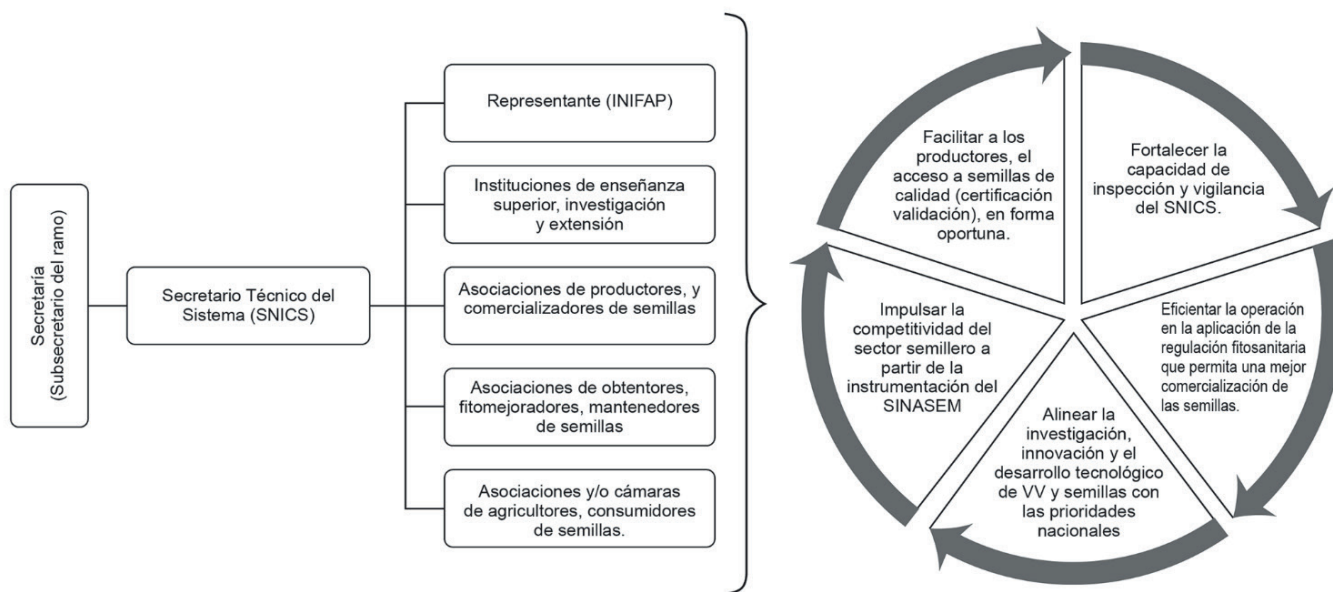 Secretaría
(Subsecretario del ramo)
Secretario Técnico del
Sistema (SNICS)
Representante (INIFAP)
Instituciones de enseñanza
superior, investigación
y extensión
Asociaciones de productores, y
comercializadores de semillas
Asociaciones de obtentores,
fitomejoradores, mantenedores
de semillas
Asociaciones y/o cámaras
de agricultores, consumidores
de semillas.
Facilitar a los
productores, el
acceso a semillas de
calidad (certificación
validación), en forma
oportuna.
Fortalecer la
capacidad de
inspección y vigilancia
del SNICS.
Eficientar la operación
en la aplicación de la
regulación fitosanitaria
que permita una mejor
comercialización de
las semillas.
Alinear la
investigación,
innovación y el
desarrollo tecnológico
de VV y semillas con
las prioridades
nacionales
Impulsar la
competitividad del
sector semillero a
partir de la
instrumentación del
SINASEM